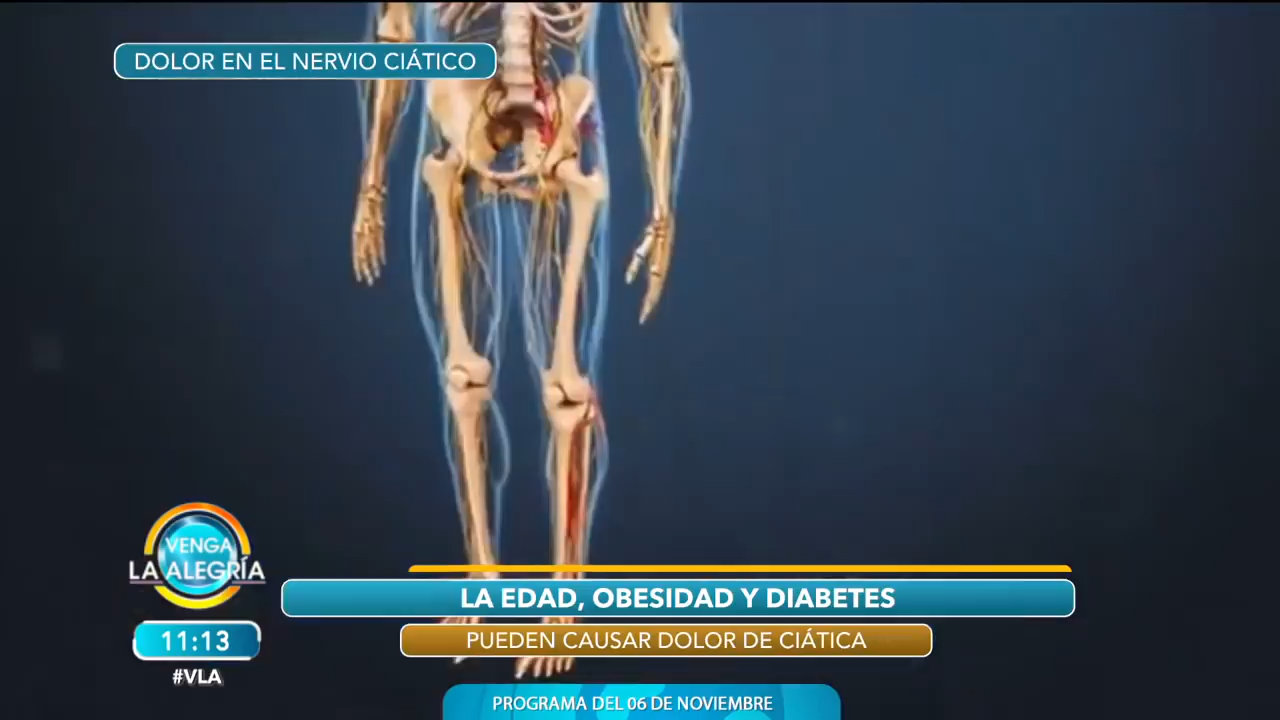 DOLOR EN EL NERVIO CIÁTICO
VENGA
LA ALEGRÍA
LA EDAD, OBESIDAD Y DIABETES
11:13
PUEDEN CAUSAR DOLOR DE CIÁTICA
#VLA
PROGRAMA DEL 06 DE NOVIEMBRE